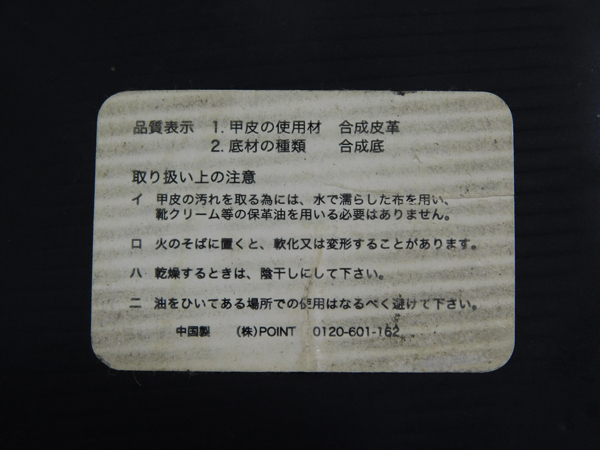 品質表示 1. 甲皮の使用材 合成皮革
2. 底材の種類 合成底
取り扱い上の注意
イ 甲皮の汚れを取る為には、水で濡らした布を用い、
靴クリーム等の保革油を用いる必要はありません。
ロ 火のそばに置くと、軟化又は変形することがあります。
ハ 乾燥するときは、陰干しにして下さい。
ニ 油をひいてある場所での使用はなるべく避けて下さい。
中国製 (株)POINT 0120-601-162